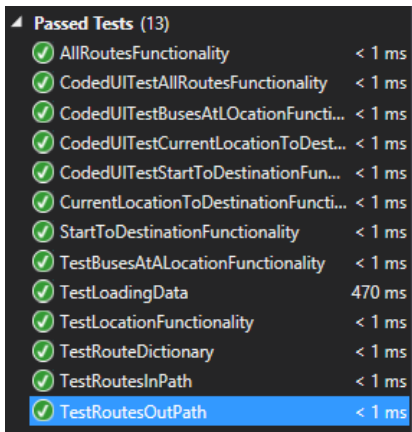 Passed Tests (13)
AllRoutesFunctionality < 1 ms
CodedUITestAllRoutesFunctionality < 1 ms
CodedUITestBusesAtLOcationFuncti... < 1 ms
CodedUITestCurrentLocationToDest... < 1 ms
CodedUITestStartToDestinationFun... < 1 ms
CurrentLocationToDestinationFuncti... < 1 ms
StartToDestinationFunctionality < 1 ms
TestBusesAtALocationFunctionality < 1 ms
TestLoadingData 470 ms
TestLocationFunctionality < 1 ms
TestRouteDictionary < 1 ms
TestRoutesInPath < 1 ms
TestRoutesOutPath < 1 ms